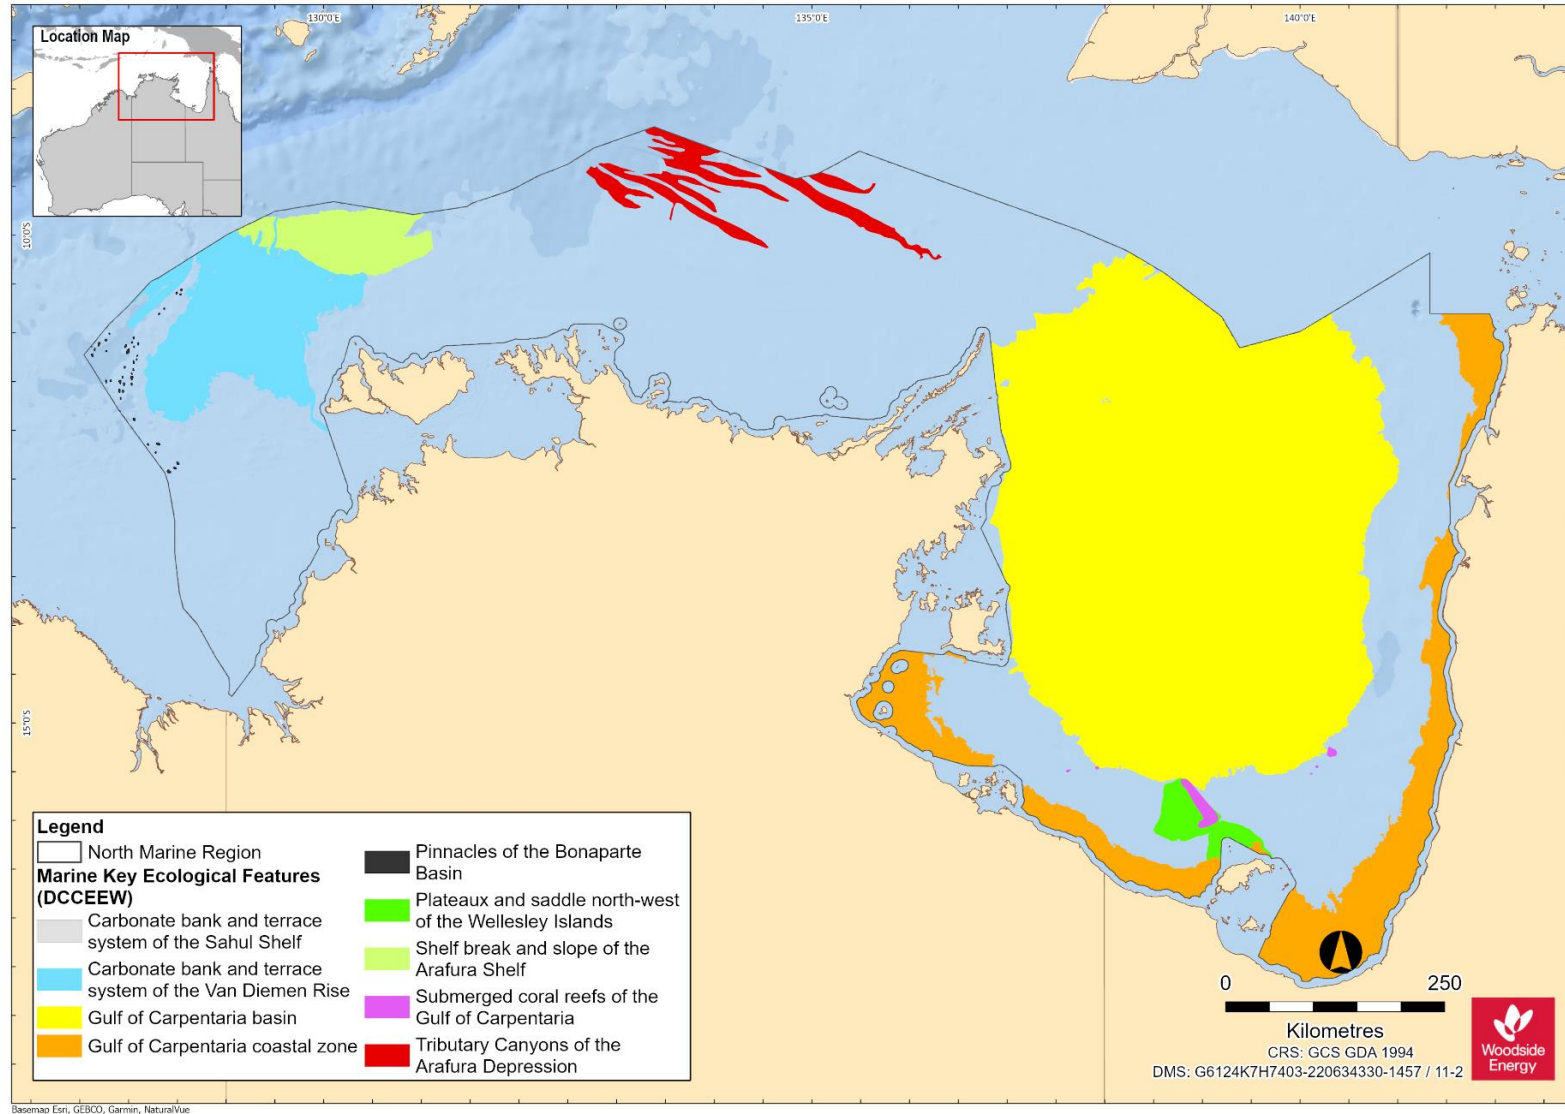 130°0'E
135°0'E
140°0'E
Location Map
10°0'S
15°0'S
Legend
North Marine Region
Marine Key Ecological Features
(DCCEEW)
Carbonate bank and terrace
system of the Sahul Shelf
Carbonate bank and terrace
system of the Van Diemen Rise
Gulf of Carpentaria basin
Gulf of Carpentaria coastal zone
Pinnacles of the Bonaparte
Basin
Plateaux and saddle north-west
of the Wellesley Islands
Shelf break and slope of the
Arafura Shelf
Submerged coral reefs of the
Gulf of Carpentaria
Tributary Canyons of the
Arafura Depression
0 250
Kilometres
CRS: GCS GDA 1994
DMS: G6124K7H7403-220634330-1457 / 11-2
Woodside
Energy
Basemap Esri, GEBCO, Garmin, NaturalVue